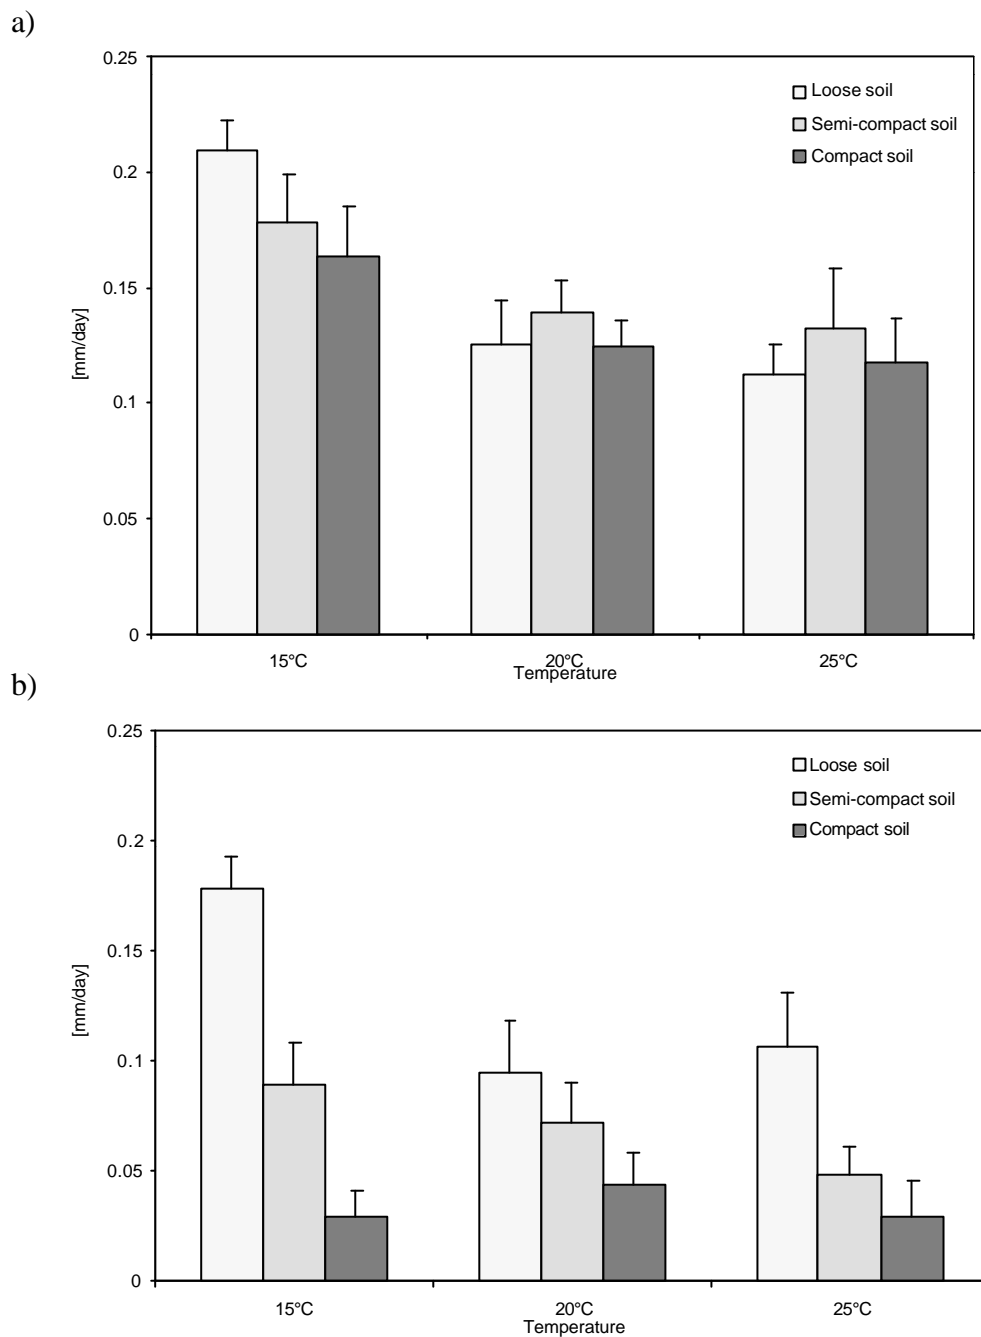 a)
0.25
0.2
0.15
0.1
0.05
0
[mm/day]
Loose soil
Semi-compact soil
Compact soil
15°C
20°C
25°C
Temperature
b)
0.25
0.2
0.15
0.1
0.05
0
[mm/day]
Loose soil
Semi-compact soil
Compact soil
15°C
20°C
25°C
Temperature